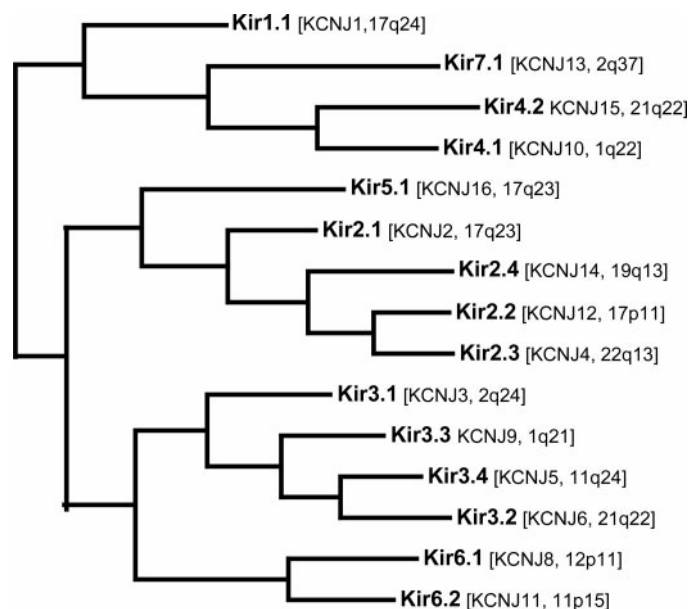 Kir1.1 [KCNJ1,17q24]
Kir7.1 [KCNJ13, 2q37]
Kir4.2 KCNJ15, 21q22]
Kir4.1 [KCNJ10, 1q22]
Kir5.1 [KCNJ16, 17q23]
Kir2.1 [KCNJ2, 17q23]
Kir2.4 [KCNJ14, 19q13]
Kir2.2 [KCNJ12, 17p11]
Kir2.3 [KCNJ4, 22q13]
Kir3.1 [KCNJ3, 2q24]
Kir3.3 KCNJ9, 1q21]
Kir3.4 [KCNJ5, 11q24]
Kir3.2 [KCNJ6, 21q22]
Kir6.1 [KCNJ8, 12p11]
Kir6.2 [KCNJ11, 11p15]